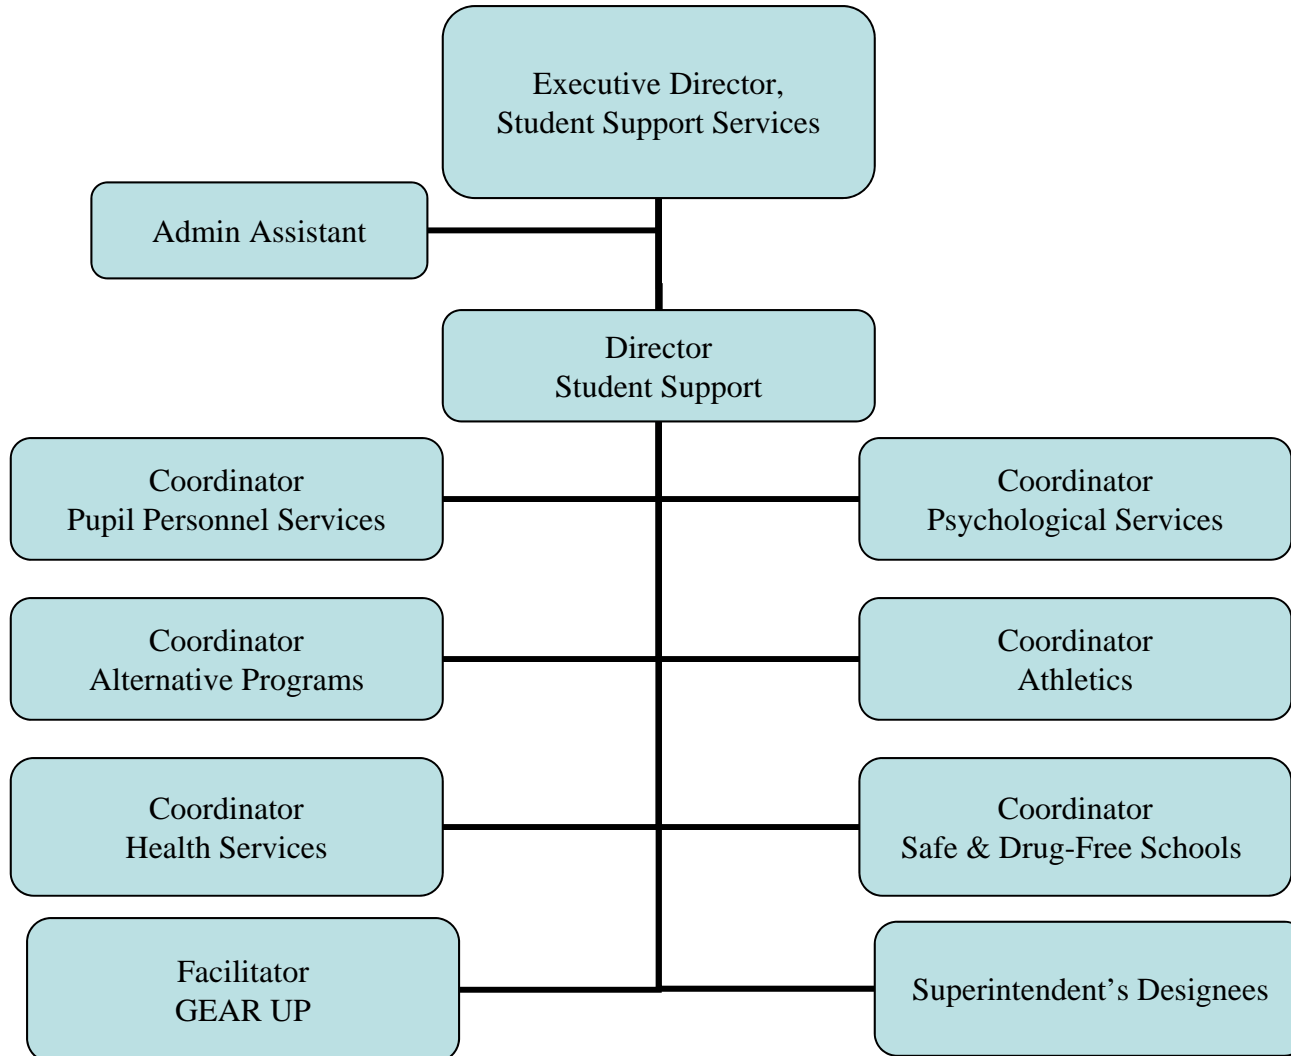 Executive Director,
Student Support Services
Admin Assistant
Director
Student Support
Coordinator
Pupil Personnel Services
Coordinator
Psychological Services
Coordinator
Alternative Programs
Coordinator
Athletics
Coordinator
Health Services
Coordinator
Safe & Drug-Free Schools
Facilitator
GEAR UP
Superintendent’s Designees